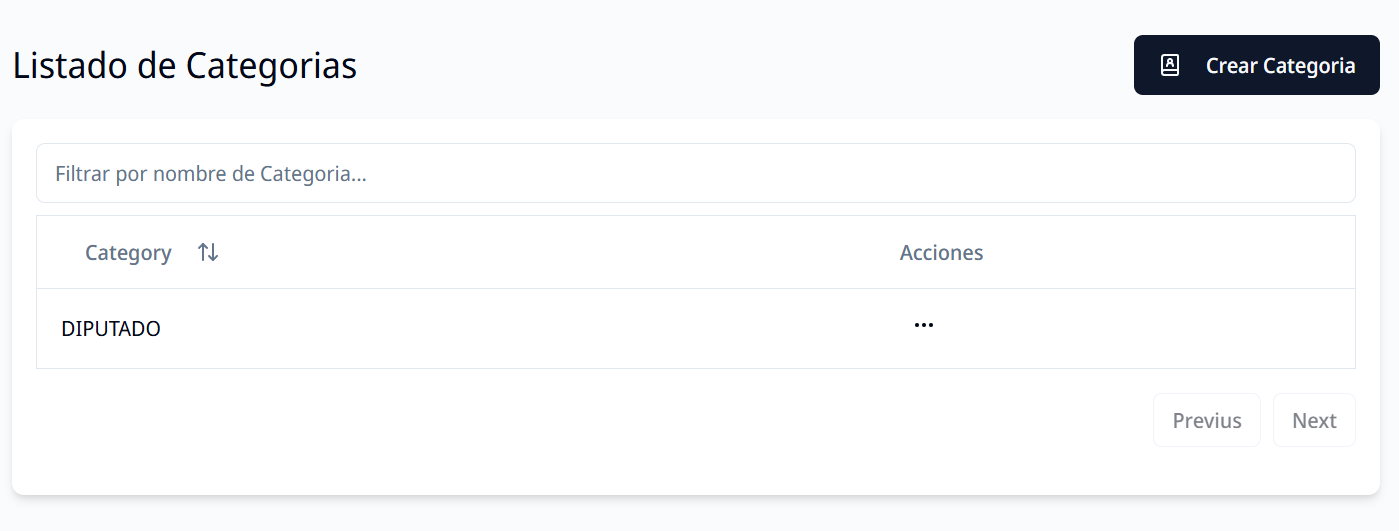 Listado de Categorias
Crear Categoria
Filtrar por nombre de Categoria...
Category
Acciones
DIPUTADO
Previus
Next